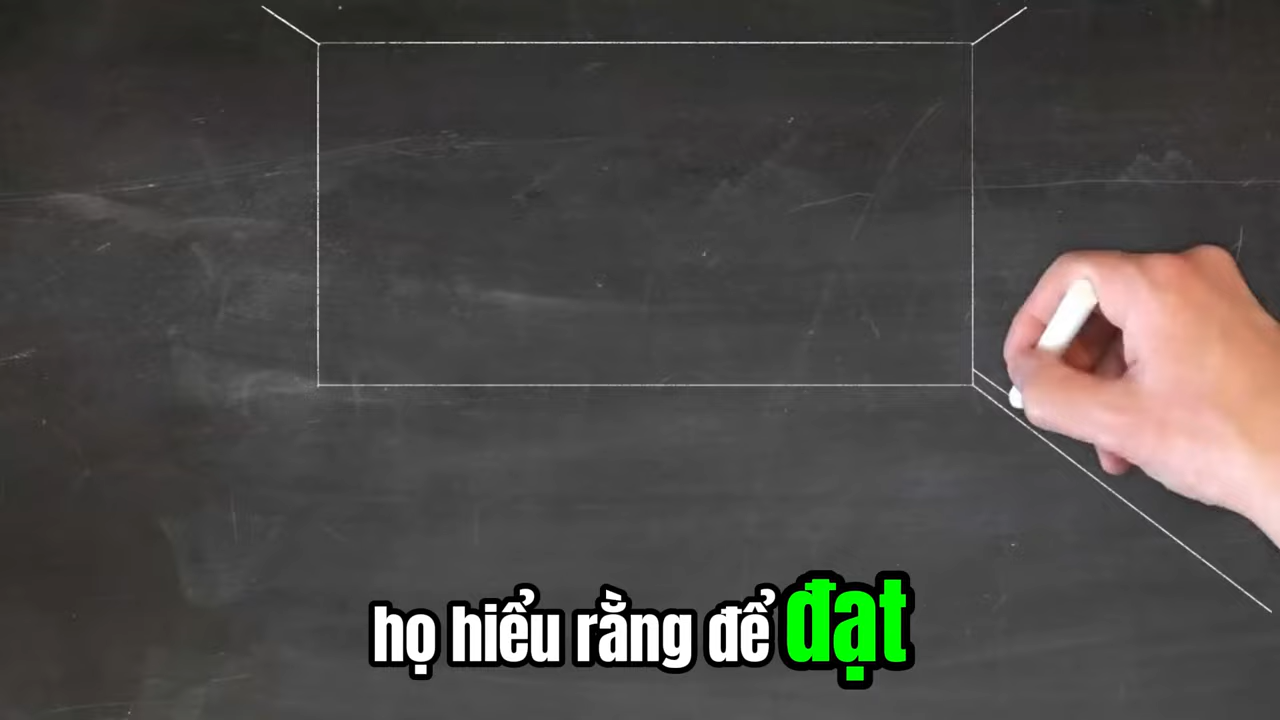 họ hiểu rằng để đạt